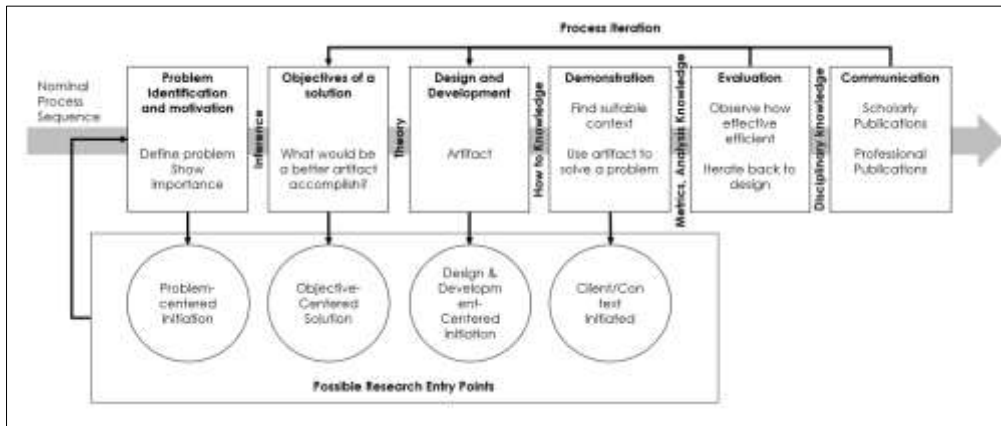 Process Iteration
Nominal
Process
Sequence
Problem
Identification
and motivation
Define problem
Show
Importance
Inference
Objectives of a
solution
What would be
a better artifact
accomplish?
Theory
Design and
Development
Artifact
How to Knowledge
Demonstration
Find suitable
context
Use artifact to
solve a problem
Metrics, Analysis Knowledge
Evaluation
Observe how
effective
efficient
Iterate back to
design
Disciplinary knowledge
Communication
Scholarly
Publications
Professional
Publications
Problem-
centered
initiation
Objective-
Centered
Solution
Design &
Developm
ent-
Centered
Initiation
Client/Con
text
Initiated
Possible Research Entry Points